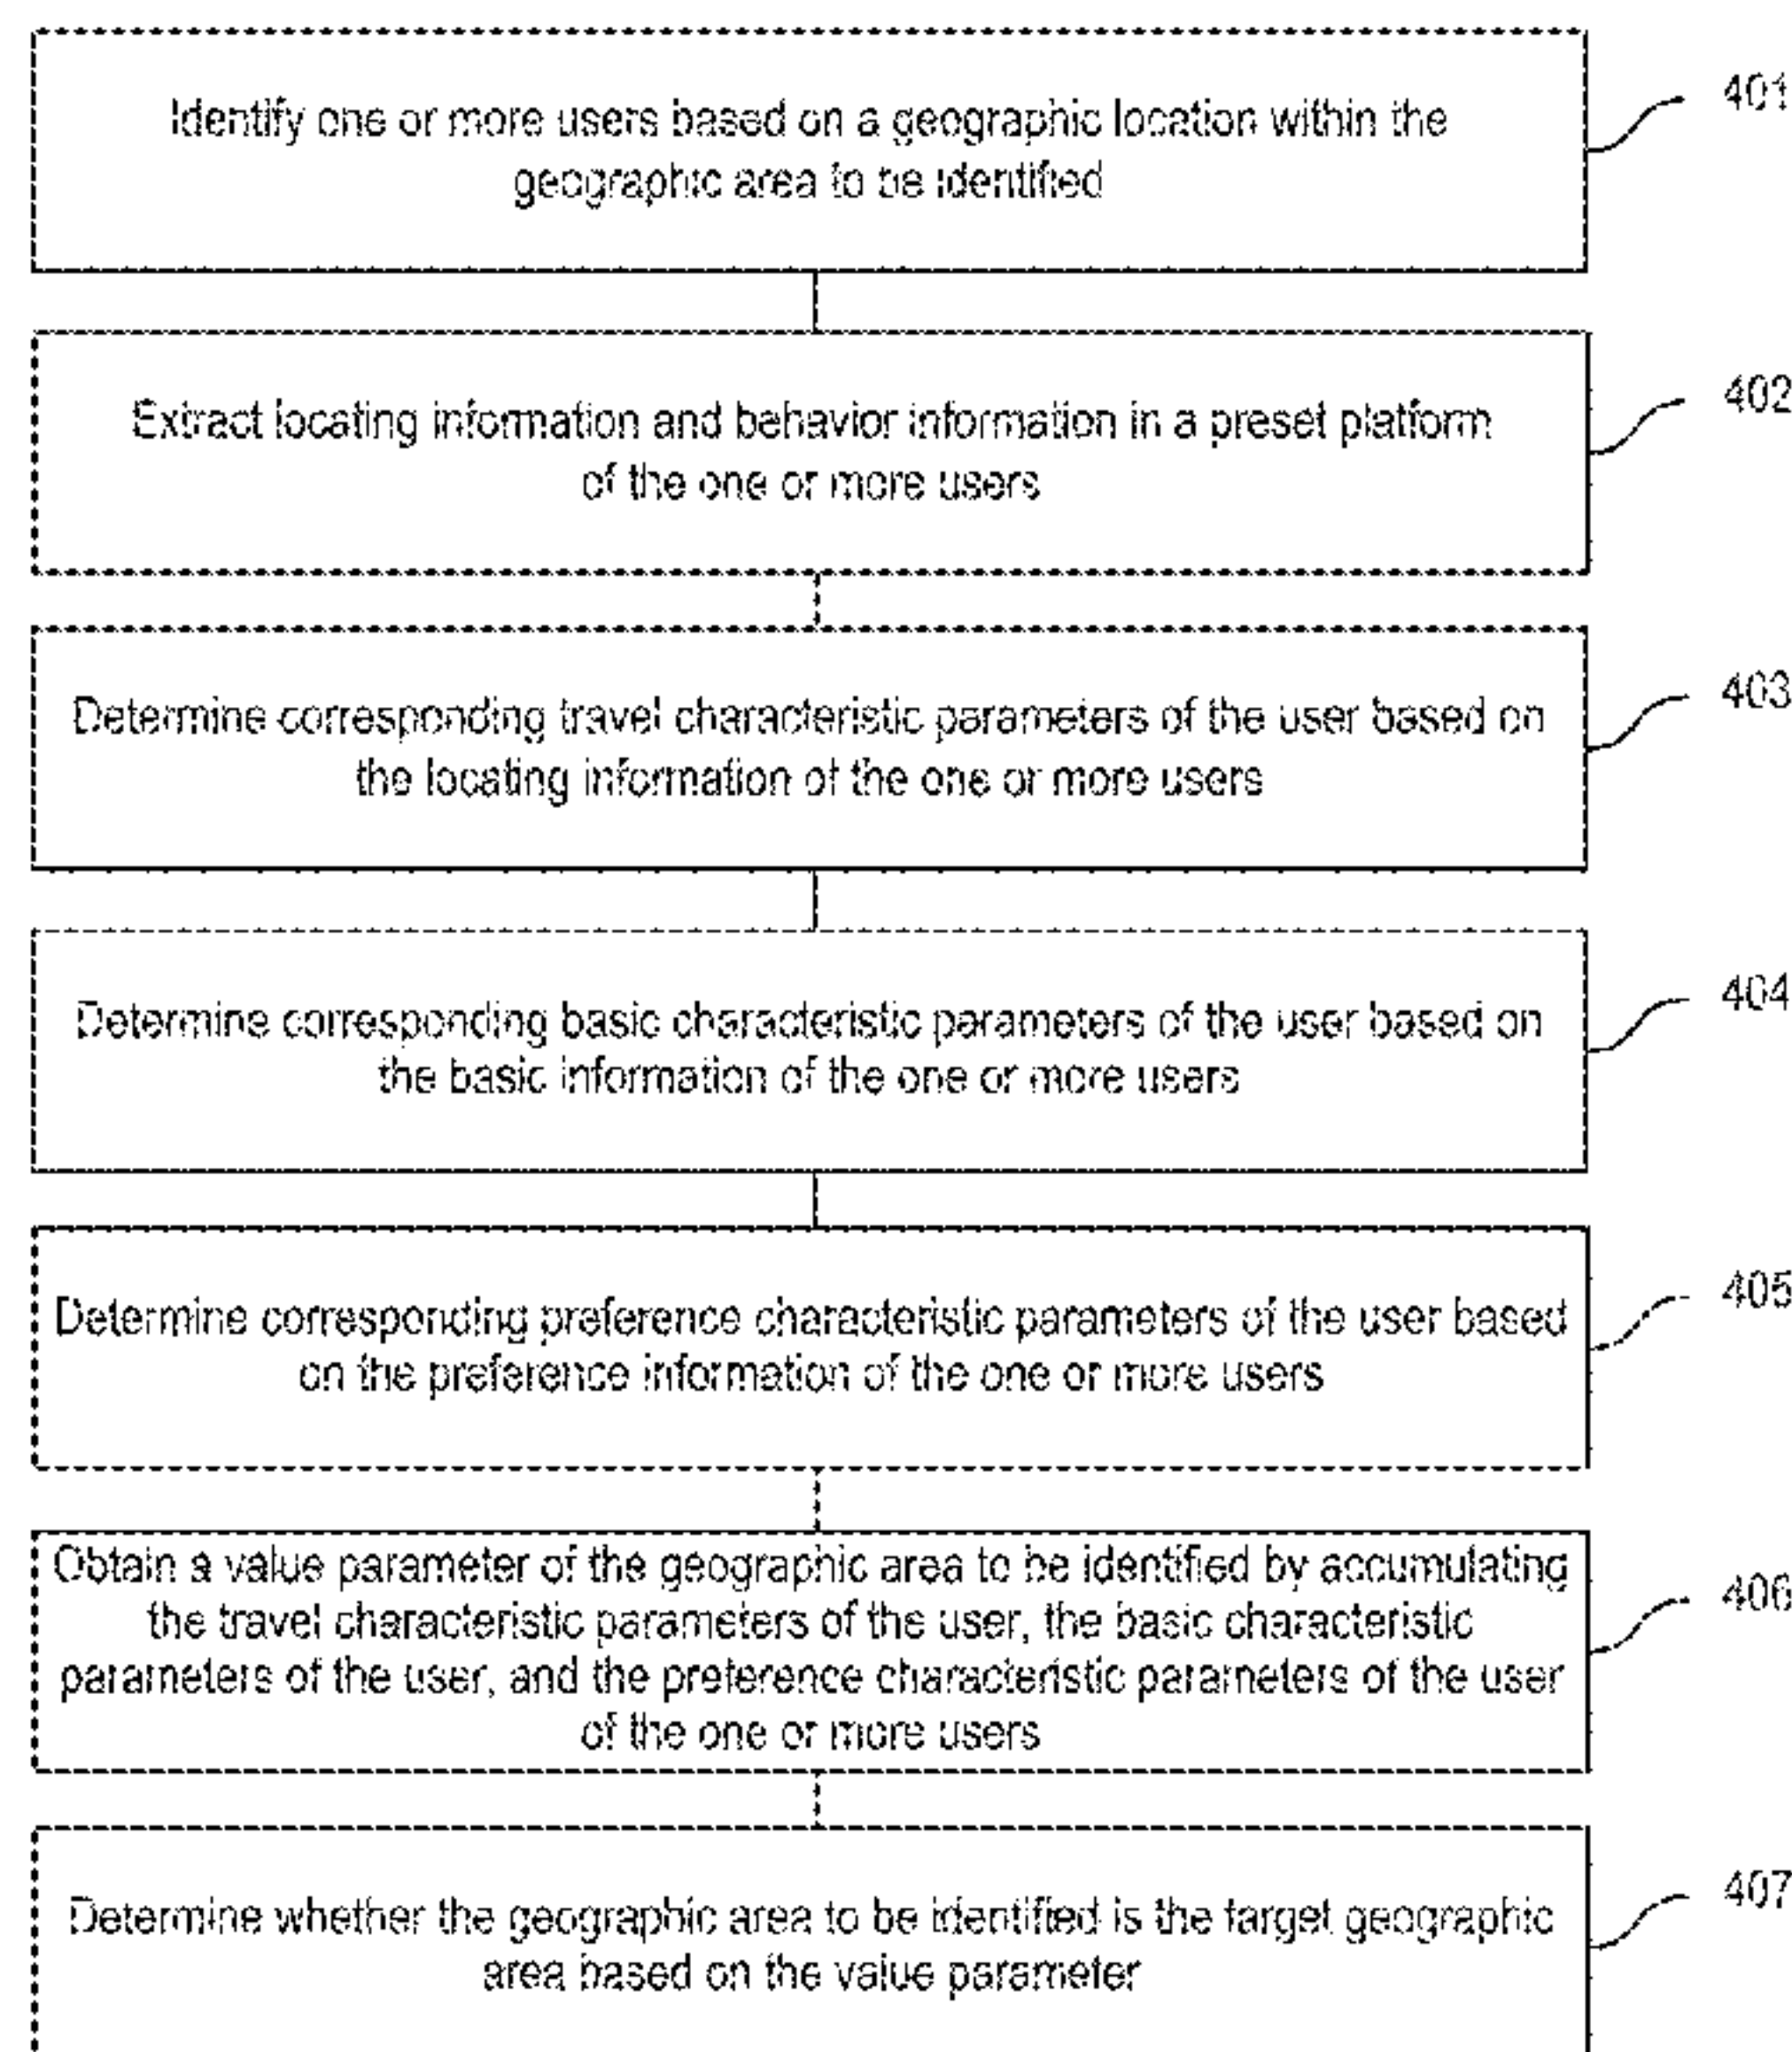 Identify one or more users based on a geographic location within the
geographic area to be identified
401
Extract locating information and behavior information in a preset platform
of the one or more users
402
Determine corresponding travel characteristic parameters of the user based on
the locating information of the one or more users
403
Determine corresponding basic characteristic parameters of the user based on
the basic information of the one or more users
404
Determine corresponding preference characteristic parameters of the user based
on the preference information of the one or more users
405
Obtain a value parameter of the geographic area to be identified by accumulating
the travel characteristic parameters of the user, the basic characteristic
parameters of the user, and the preference characteristic parameters of the user
of the one or more users
406
Determine whether the geographic area to be identified is the target geographic
area based on the value parameter
407